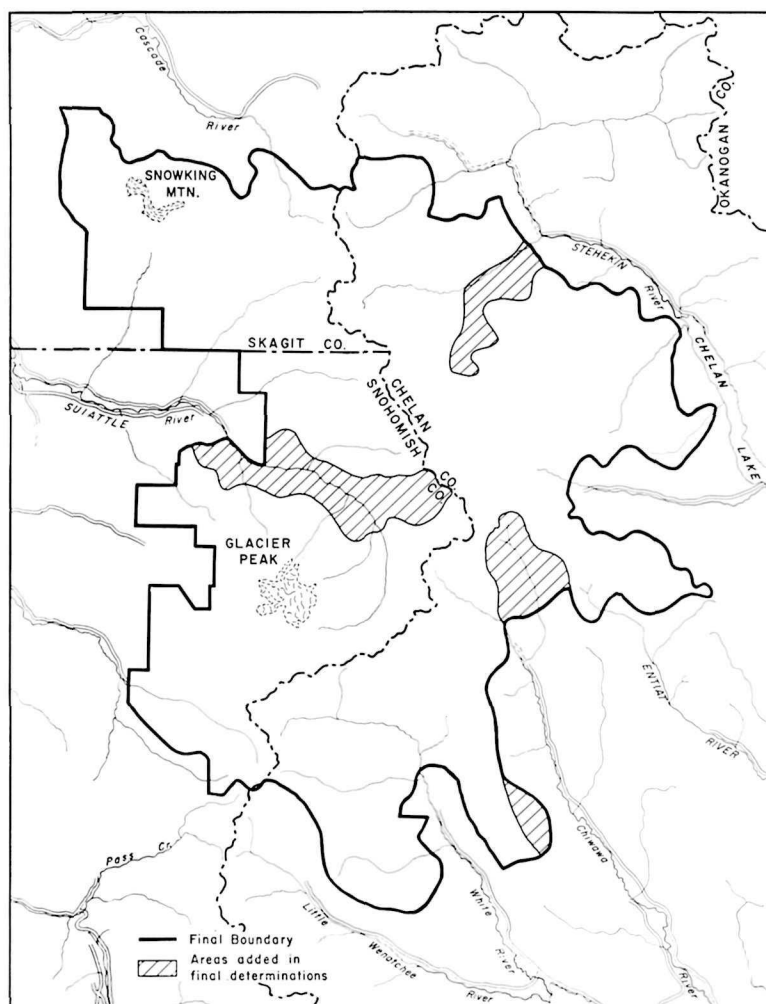 Cascade
River
OKANOGAN CO.
SNOWKING
MTN.
STEHEKIN
River
SKAGIT CO.
CHELAN CO.
SNOHOMISH CO.
CHELAN
LAKE
SUIATTLE River
GLACIER
PEAK
ENTIAT
RIVER
Chiwawa
River
Pass Cr.
White
River
Little
Wenatchee
River
Final Boundary
Areas added in
final determinations